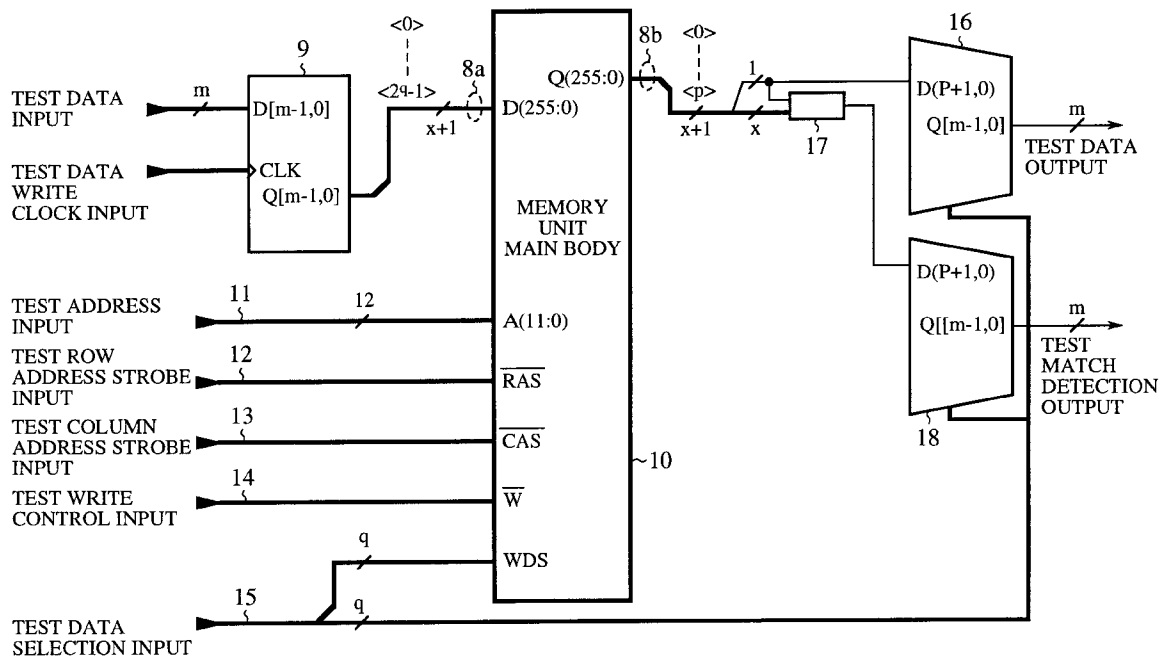 <0>
<2q-1>
9
8a
TEST DATA
INPUT
m
D[m-1,0]
TEST DATA
WRITE
CLOCK INPUT
CLK
Q[m-1,0]
x+1
D(255:0)
Q(255:0)
8b
<0>
<p>
x+1
1
x
17
16
D(P+1,0)
Q[m-1,0]
m
TEST DATA
OUTPUT
MEMORY
UNIT
MAIN BODY
D(P+1,0)
Q[[m-1,0]
m
TEST
MATCH
DETECTION
OUTPUT
18
TEST ADDRESS
INPUT
11
12
A(11:0)
TEST ROW
ADDRESS STROBE
INPUT
12
RAS
TEST COLUMN
ADDRESS STROBE
INPUT
13
CAS
10
TEST WRITE
CONTROL INPUT
14
W
q
WDS
TEST DATA
SELECTION INPUT
15
q